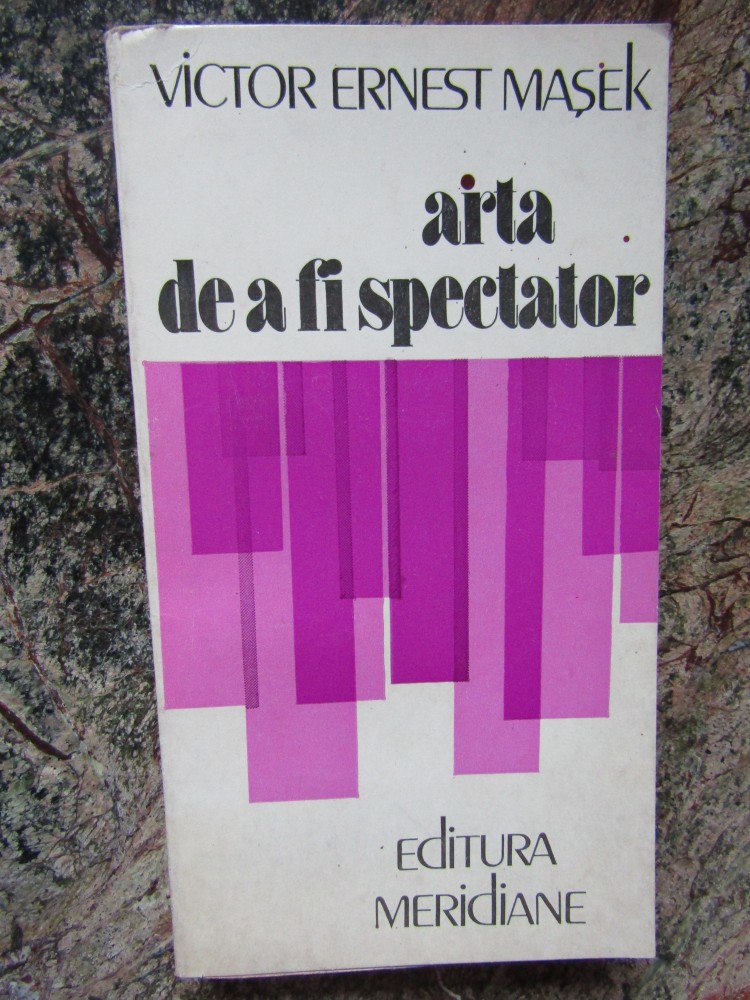 VICTOR ERNEST MAȘEK
arta
de a fi spectator
EDITURA
MERIDIANE